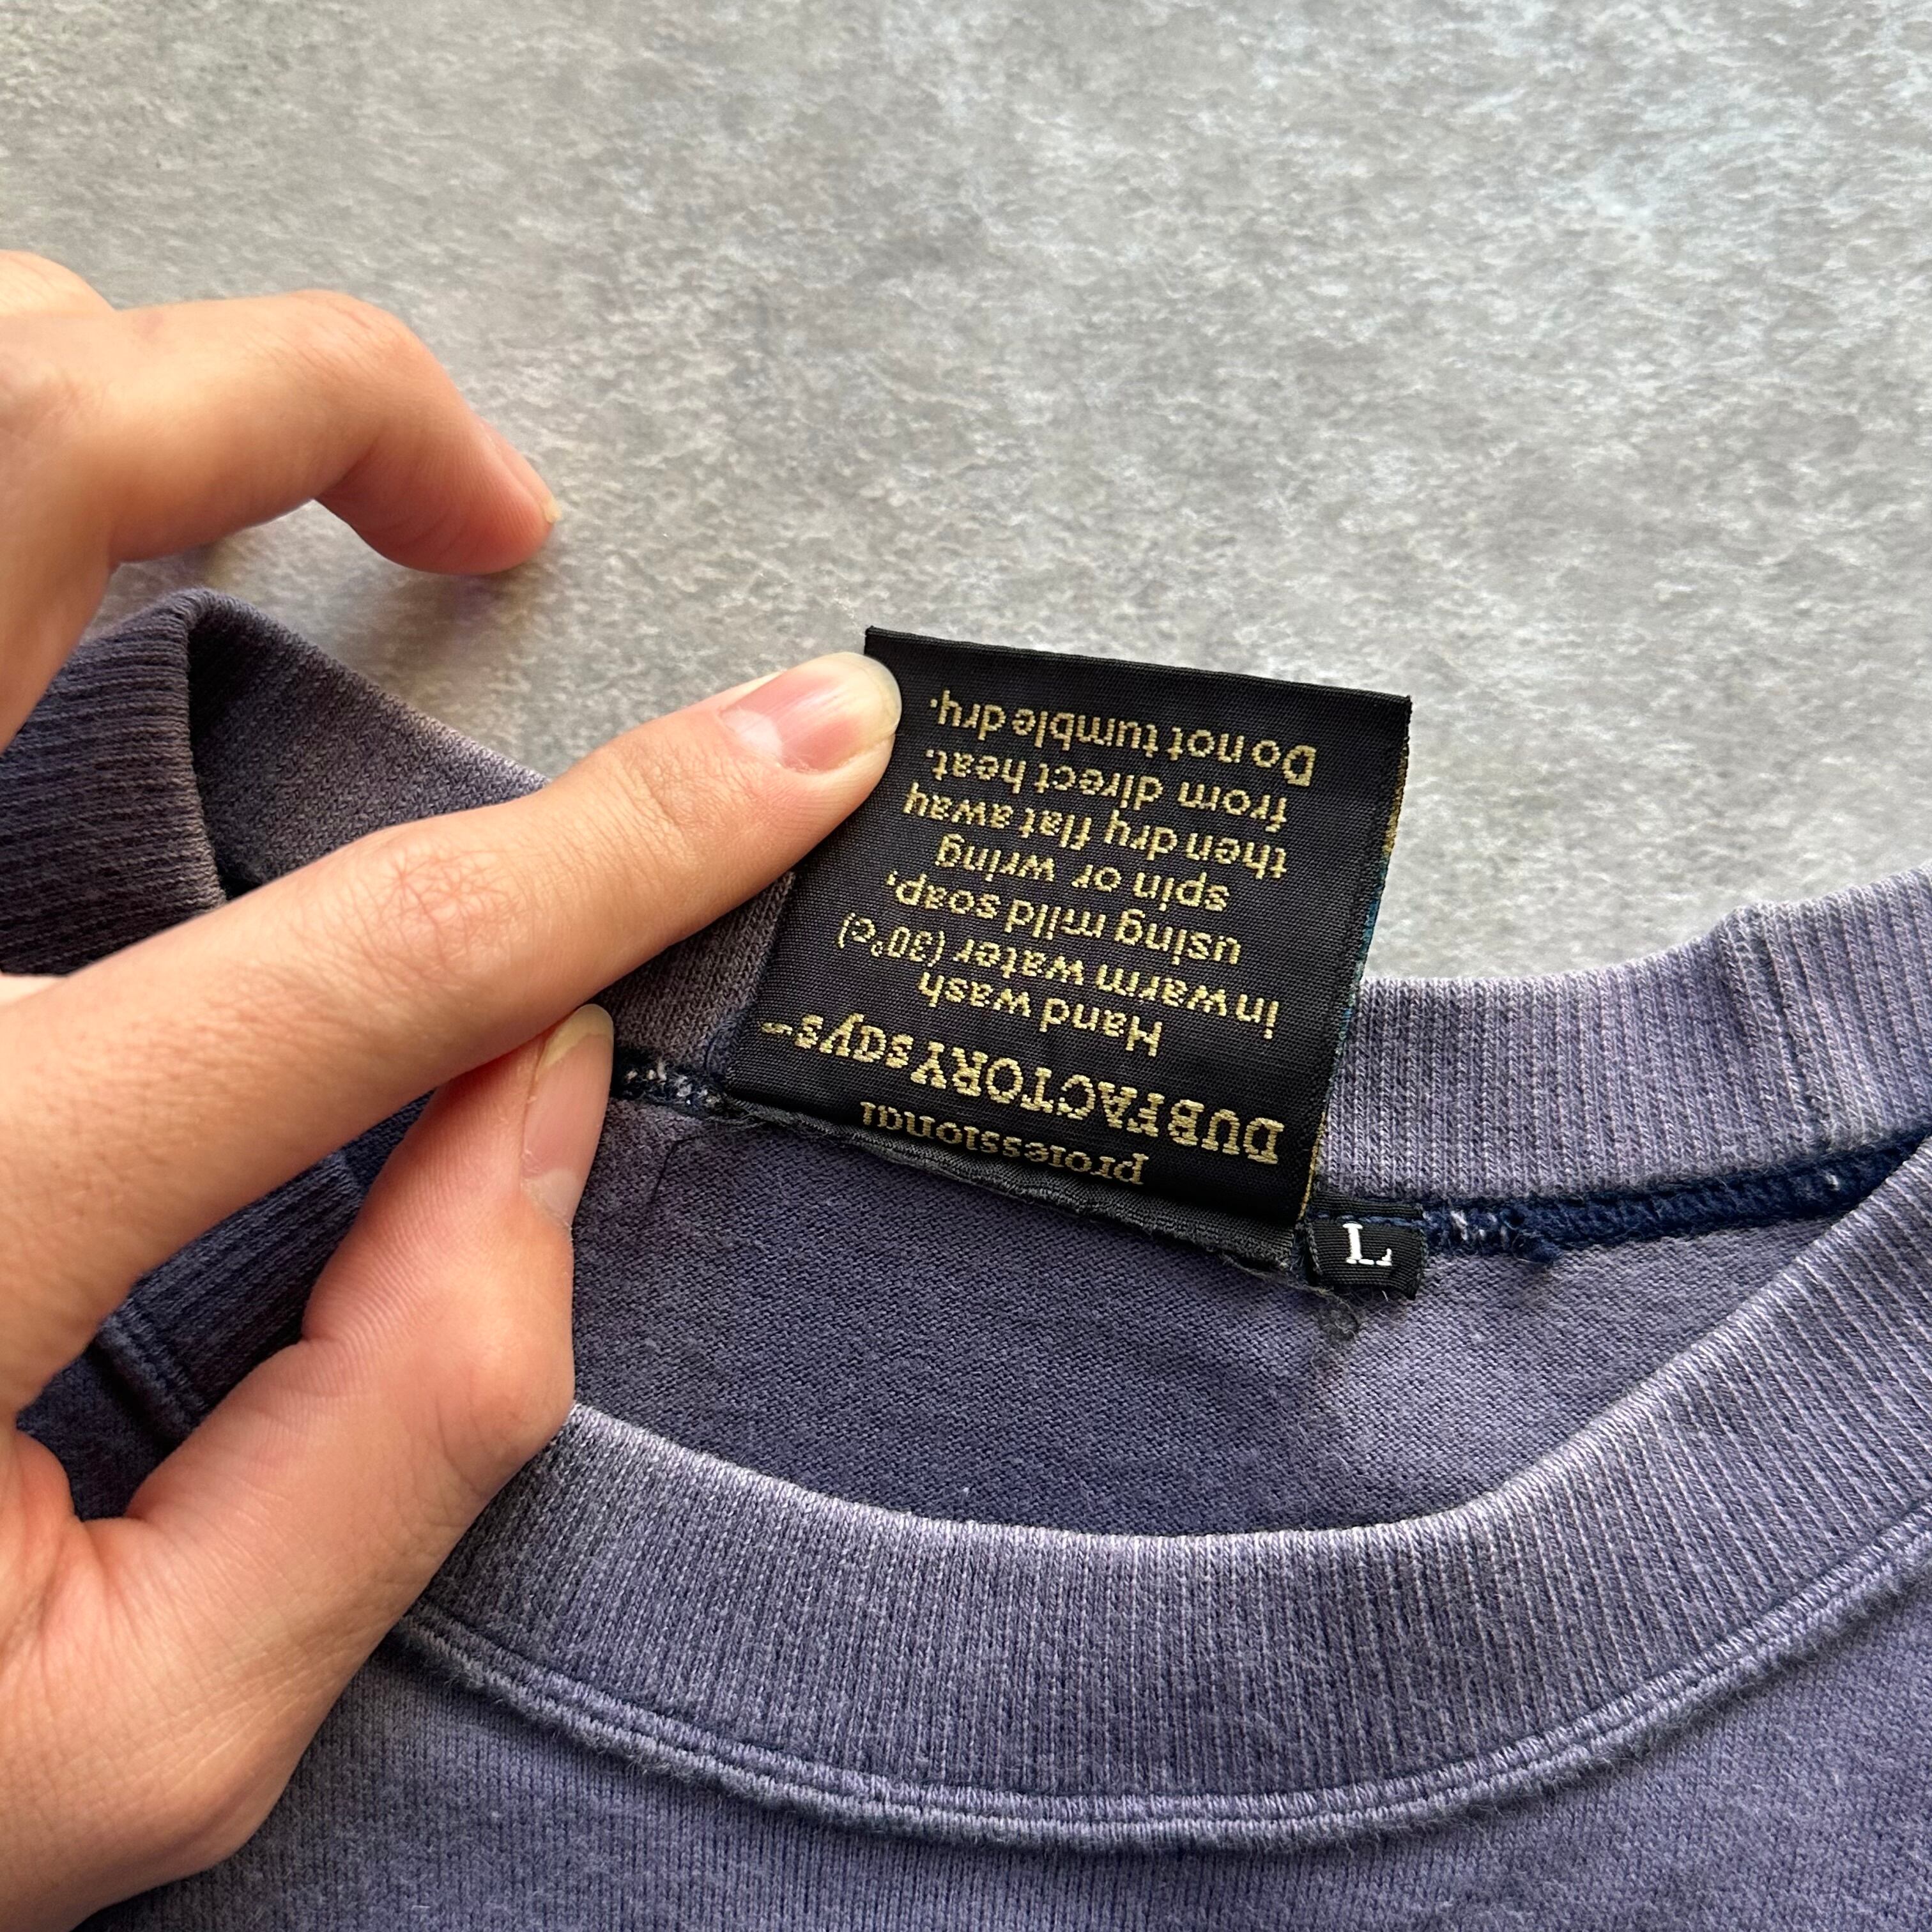 professional
DUBFACTORY says~
Hand wash
in warm water (30°c)
using mild soap,
spin or wring
then dry flat away
from direct heat.
Do not tumble dry.
L